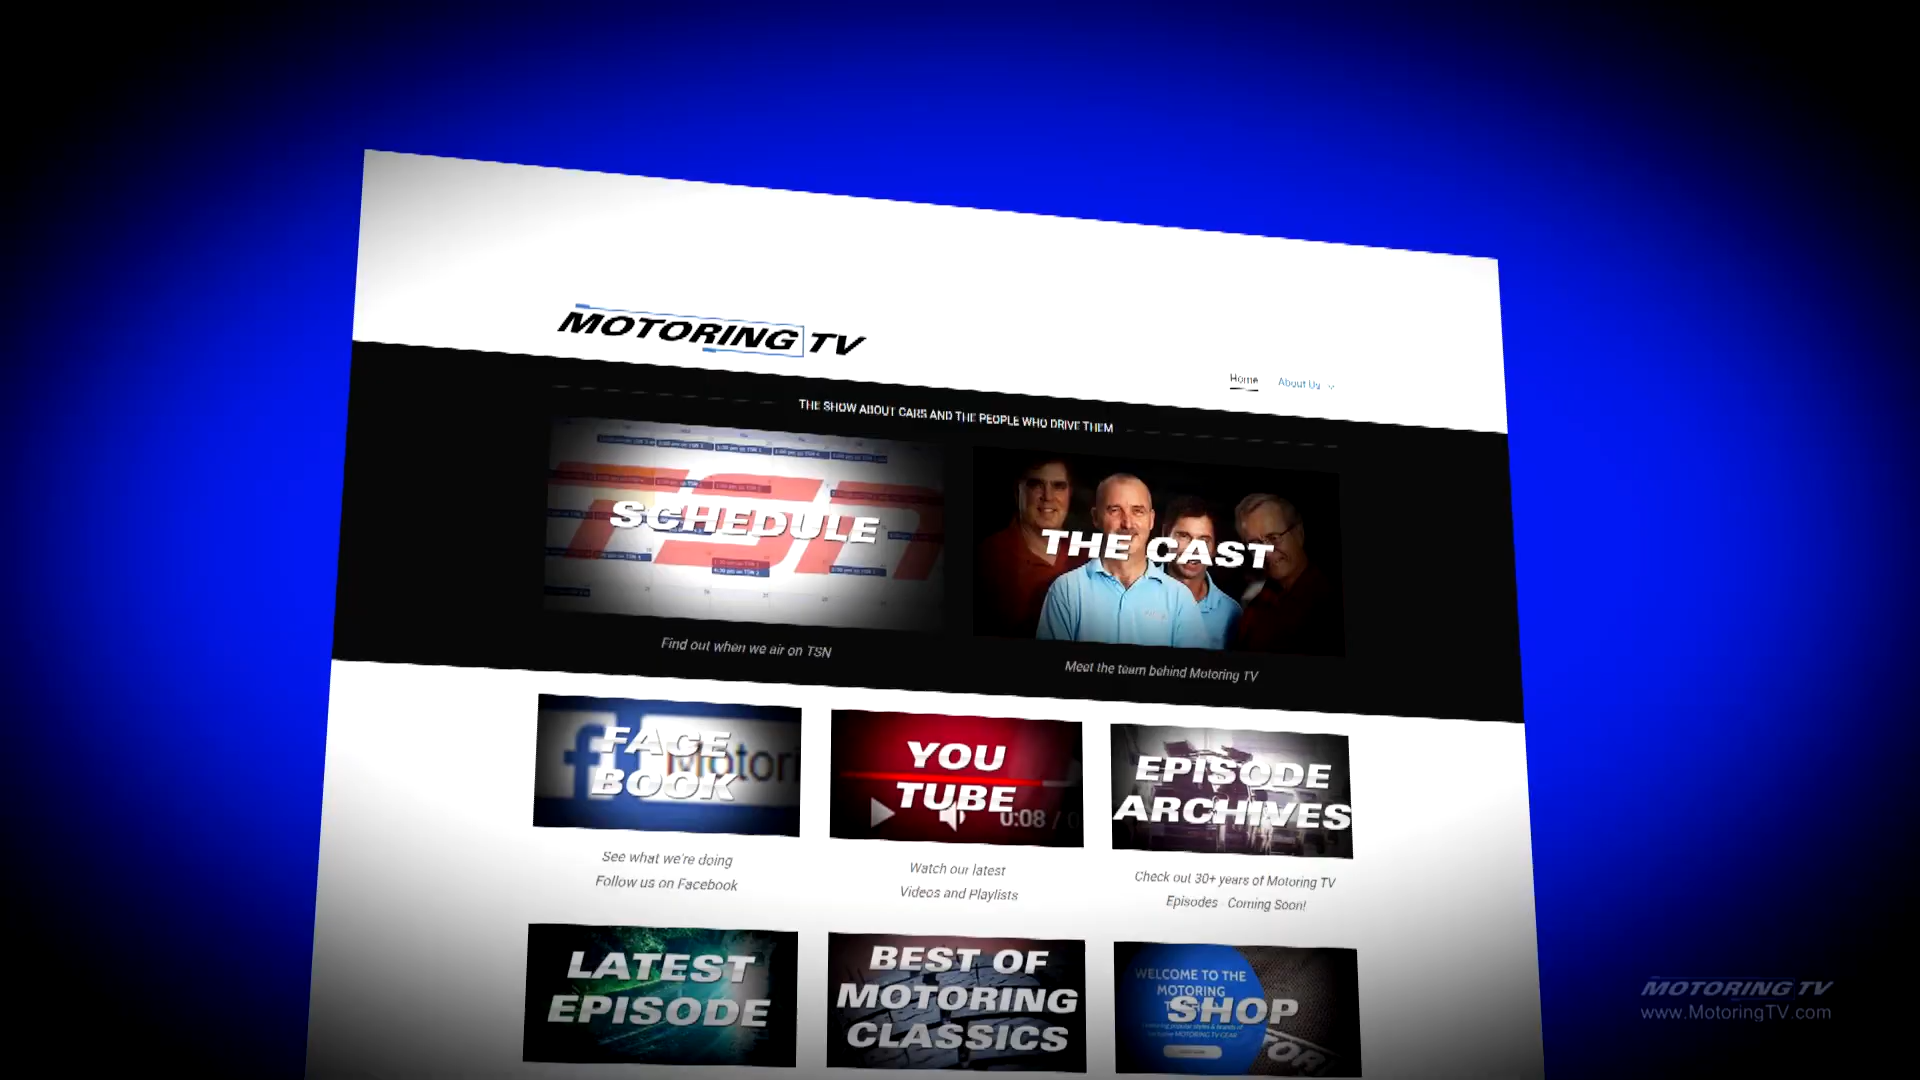 MOTORING TV
Home About Us
THE SHOW ABOUT CARS AND THE PEOPLE WHO DRIVE THEM
SCHEDULE
THE CAST
Find out when we air on TSN
Meet the team behind Motoring TV
FACE
BOOK
Motori
YOU
TUBE
0:08 / 0
EPISODE
ARCHIVES
See what we're doing
Follow us on Facebook
Watch our latest
Videos and Playlists
Check out 30+ years of Motoring TV
Episodes - Coming Soon!
LATEST
EPISODE
BEST OF
MOTORING
CLASSICS
WELCOME TO THE
MOTORING
SHOP
MOTORING TV
www.MotoringTV.com